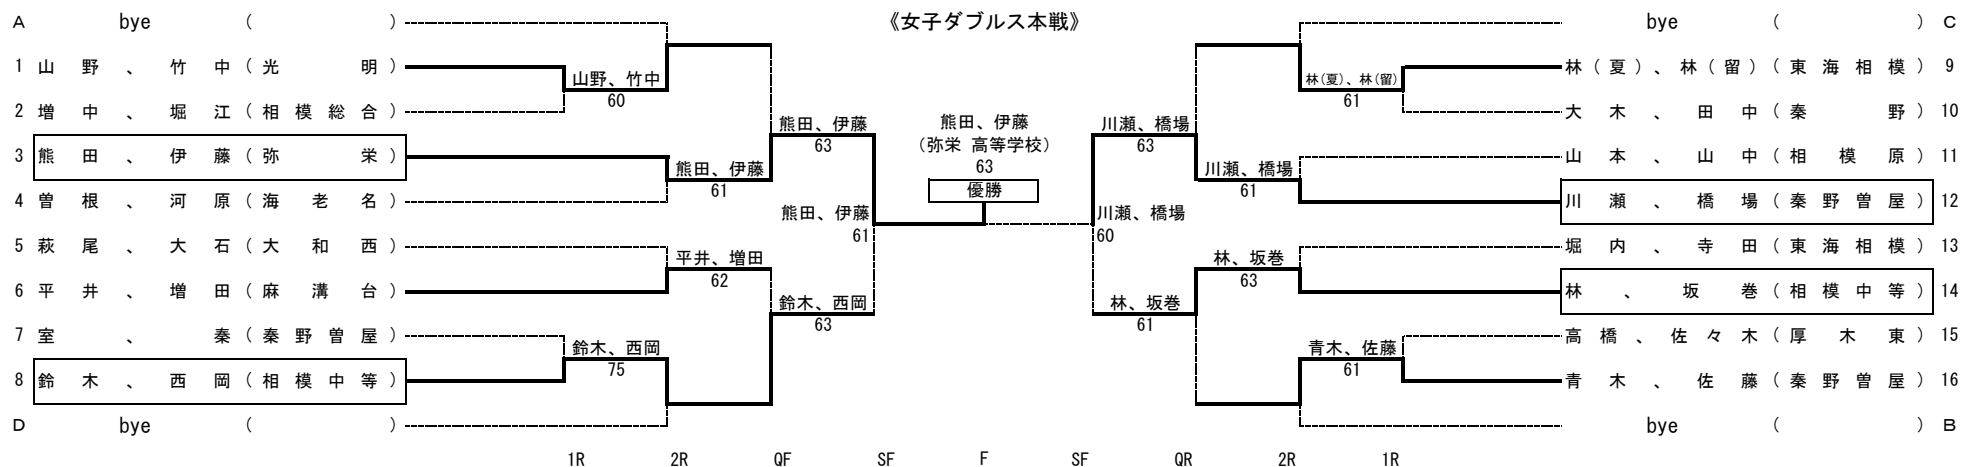 《女子ダブルス本戦》
A bye ( )
1 山野、竹中(光明)
2 増中、堀江(相模総合)
3 熊田、伊藤(弥栄)
4 曽根、河原(海老名)
5 萩尾、大石(大和西)
6 平井、増田(麻溝台)
7 室、秦(秦野曽屋)
8 鈴木、西岡(相模中等)
D bye ( )
山野、竹中
60
熊田、伊藤
61
平井、増田
62
鈴木、西岡
75
熊田、伊藤
63
鈴木、西岡
63
熊田、伊藤
61
熊田、伊藤
(弥栄 高等学校)
63
優勝
川瀬、橋場
60
川瀬、橋場
63
林、坂巻
61
川瀬、橋場
61
林、坂巻
63
林(夏)、林(留)
61
青木、佐藤
61
bye ( ) C
林(夏)、林(留)(東海相模) 9
大木、田中(秦野) 10
山本、山中(相模原) 11
川瀬、橋場(秦野曽屋) 12
堀内、寺田(東海相模) 13
林、坂巻(相模中等) 14
高橋、佐々木(厚木東) 15
青木、佐藤(秦野曽屋) 16
bye ( ) B
1R 2R QF SF F SF QR 2R 1R